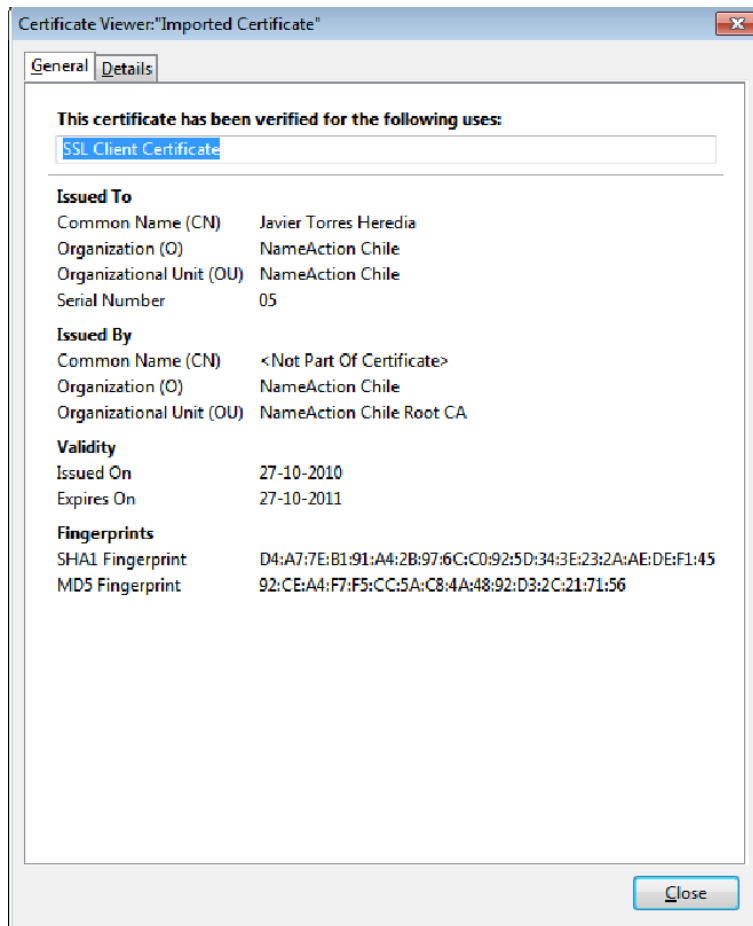 Certificate Viewer:"Imported Certificate"
General Details
This certificate has been verified for the following uses:
SSL Client Certificate
Issued To
Common Name (CN) Javier Torres Heredia
Organization (O) NameAction Chile
Organizational Unit (OU) NameAction Chile
Serial Number 05
Issued By
Common Name (CN) <Not Part Of Certificate>
Organization (O) NameAction Chile
Organizational Unit (OU) NameAction Chile Root CA
Validity
Issued On 27-10-2010
Expires On 27-10-2011
Fingerprints
SHA1 Fingerprint D4:A7:7E:B1:91:A4:2B:97:6C:C0:92:5D:34:3E:23:2A:AE:DE:F1:45
MD5 Fingerprint 92:CE:A4:F7:F5:CC:5A:C8:4A:48:92:D3:2C:21:71:56
Close